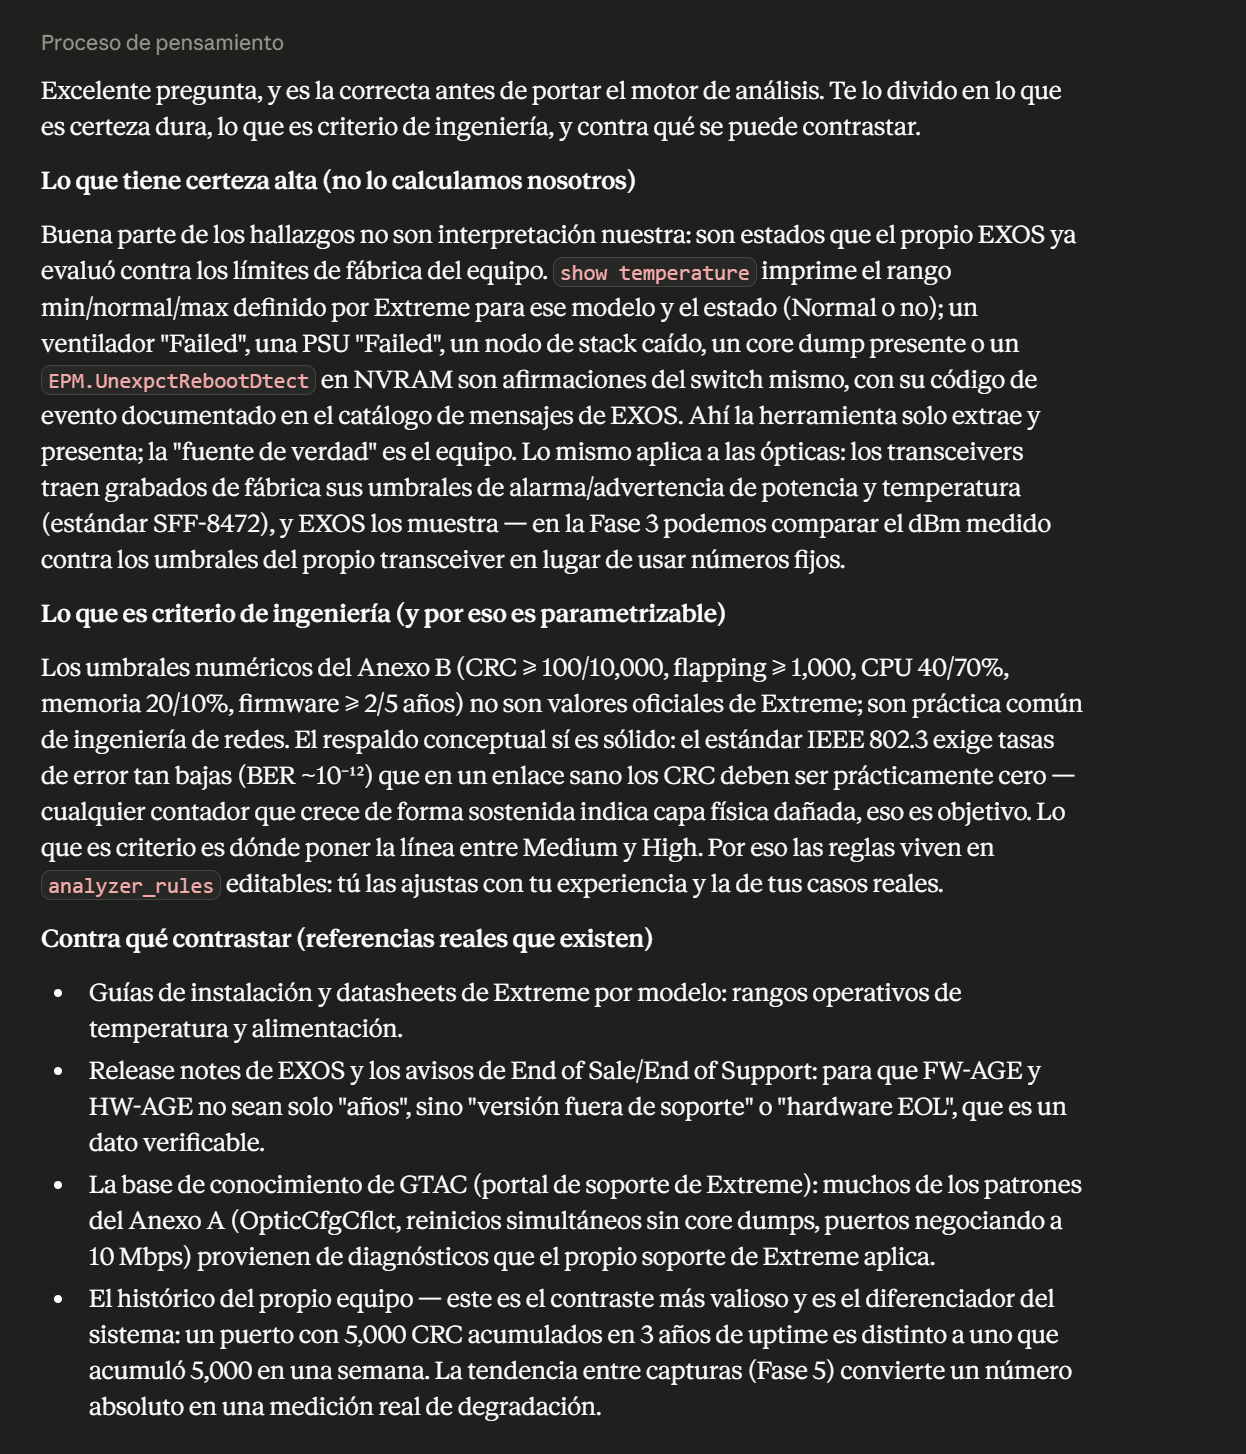 Proceso de pensamiento
Excelente pregunta, y es la correcta antes de portar el motor de análisis. Te lo divido en lo que
es certeza dura, lo que es criterio de ingeniería, y contra qué se puede contrastar.
Lo que tiene certeza alta (no lo calculamos nosotros)
Buena parte de los hallazgos no son interpretación nuestra: son estados que el propio EXOS ya
evaluó contra los límites de fábrica del equipo. show temperature imprime el rango
min/normal/max definido por Extreme para ese modelo y el estado (Normal o no); un
ventilador "Failed", una PSU "Failed", un nodo de stack caído, un core dump presente o un
EPM.UnexpctRebootDtect en NVRAM son afirmaciones del switch mismo, con su código de
evento documentado en el catálogo de mensajes de EXOS. Ahí la herramienta solo extrae y
presenta; la "fuente de verdad" es el equipo. Lo mismo aplica a las ópticas: los transceivers
traen grabados de fábrica sus umbrales de alarma/advertencia de potencia y temperatura
(estándar SFF-8472), y EXOS los muestra — en la Fase 3 podemos comparar el dBm medido
contra los umbrales del propio transceiver en lugar de usar números fijos.
Lo que es criterio de ingeniería (y por eso es parametrizable)
Los umbrales numéricos del Anexo B (CRC ≥ 100/10,000, flapping ≥ 1,000, CPU 40/70%,
memoria 20/10%, firmware ≥ 2/5 años) no son valores oficiales de Extreme; son práctica común
de ingeniería de redes. El respaldo conceptual sí es sólido: el estándar IEEE 802.3 exige tasas
de error tan bajas (BER ~10⁻¹²) que en un enlace sano los CRC deben ser prácticamente cero —
cualquier contador que crece de forma sostenida indica capa física dañada, eso es objetivo. Lo
que es criterio es dónde poner la línea entre Medium y High. Por eso las reglas viven en
analyzer_rules editables: tú las ajustas con tu experiencia y la de tus casos reales.
Contra qué contrastar (referencias reales que existen)
• Guías de instalación y datasheets de Extreme por modelo: rangos operativos de
temperatura y alimentación.
• Release notes de EXOS y los avisos de End of Sale/End of Support: para que FW-AGE y
HW-AGE no sean solo "años", sino "versión fuera de soporte" o "hardware EOL", que es un
dato verificable.
• La base de conocimiento de GTAC (portal de soporte de Extreme): muchos de los patrones
del Anexo A (OpticCfgCflct, reinicios simultáneos sin core dumps, puertos negociando a
10 Mbps) provienen de diagnósticos que el propio soporte de Extreme aplica.
• El histórico del propio equipo — este es el contraste más valioso y es el diferenciador del
sistema: un puerto con 5,000 CRC acumulados en 3 años de uptime es distinto a uno que
acumuló 5,000 en una semana. La tendencia entre capturas (Fase 5) convierte un número
absoluto en una medición real de degradación.